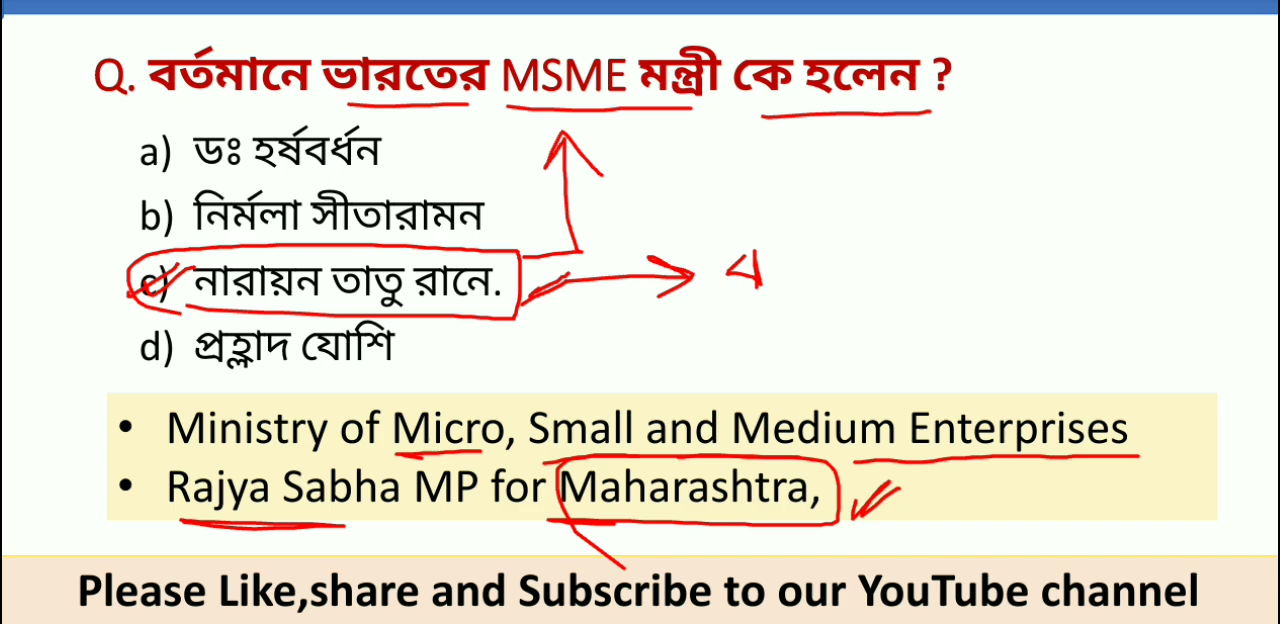 Q. বর্তমানে ভারতের MSME মন্ত্রী কে হলেন ?
a) ডঃ হর্ষবর্ধন
b) নির্মলা সীতারামন
c) নারায়ন তাতু রানে.
d) প্রহ্লাদ যোশি
• Ministry of Micro, Small and Medium Enterprises
• Rajya Sabha MP for Maharashtra,
Please Like,share and Subscribe to our YouTube channel